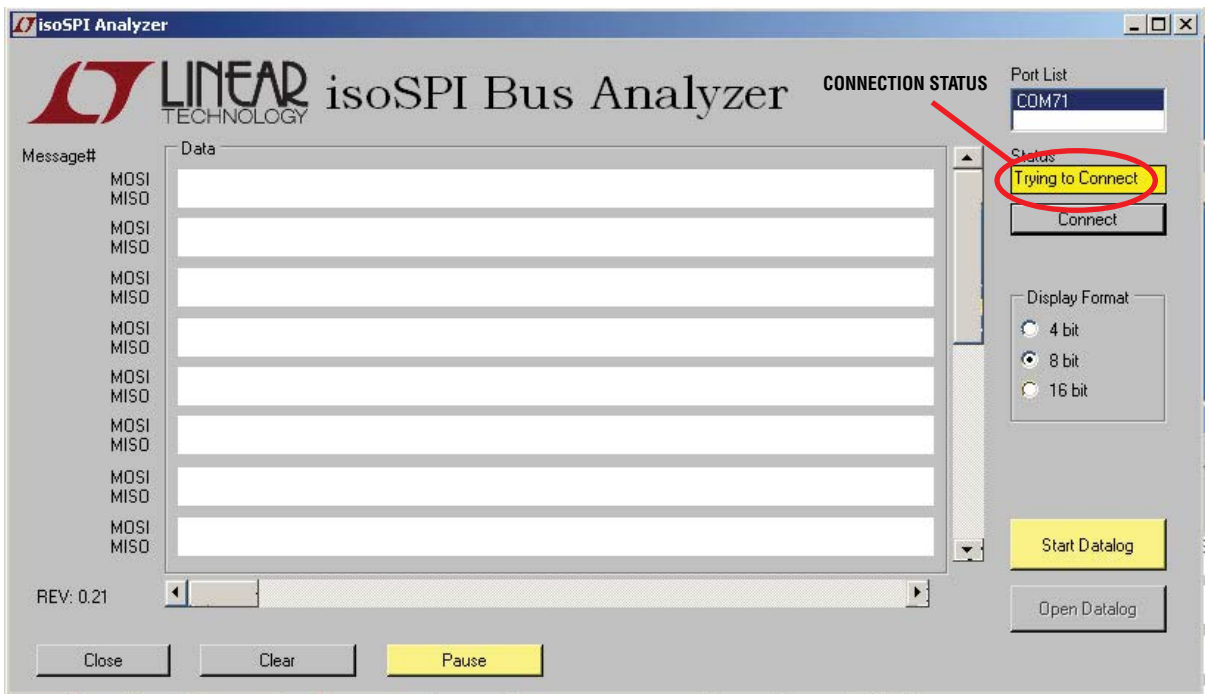 isoSPI Analyzer
LINEAR
TECHNOLOGY
isoSPI Bus Analyzer
CONNECTION STATUS
Port List
COM71
Status
Trying to Connect
Connect
Message#
Data
MOSI
MISO
MOSI
MISO
MOSI
MISO
MOSI
MISO
MOSI
MISO
MOSI
MISO
MOSI
MISO
MOSI
MISO
Display Format
4 bit
8 bit
16 bit
Start Datalog
Open Datalog
REV: 0.21
Close
Clear
Pause